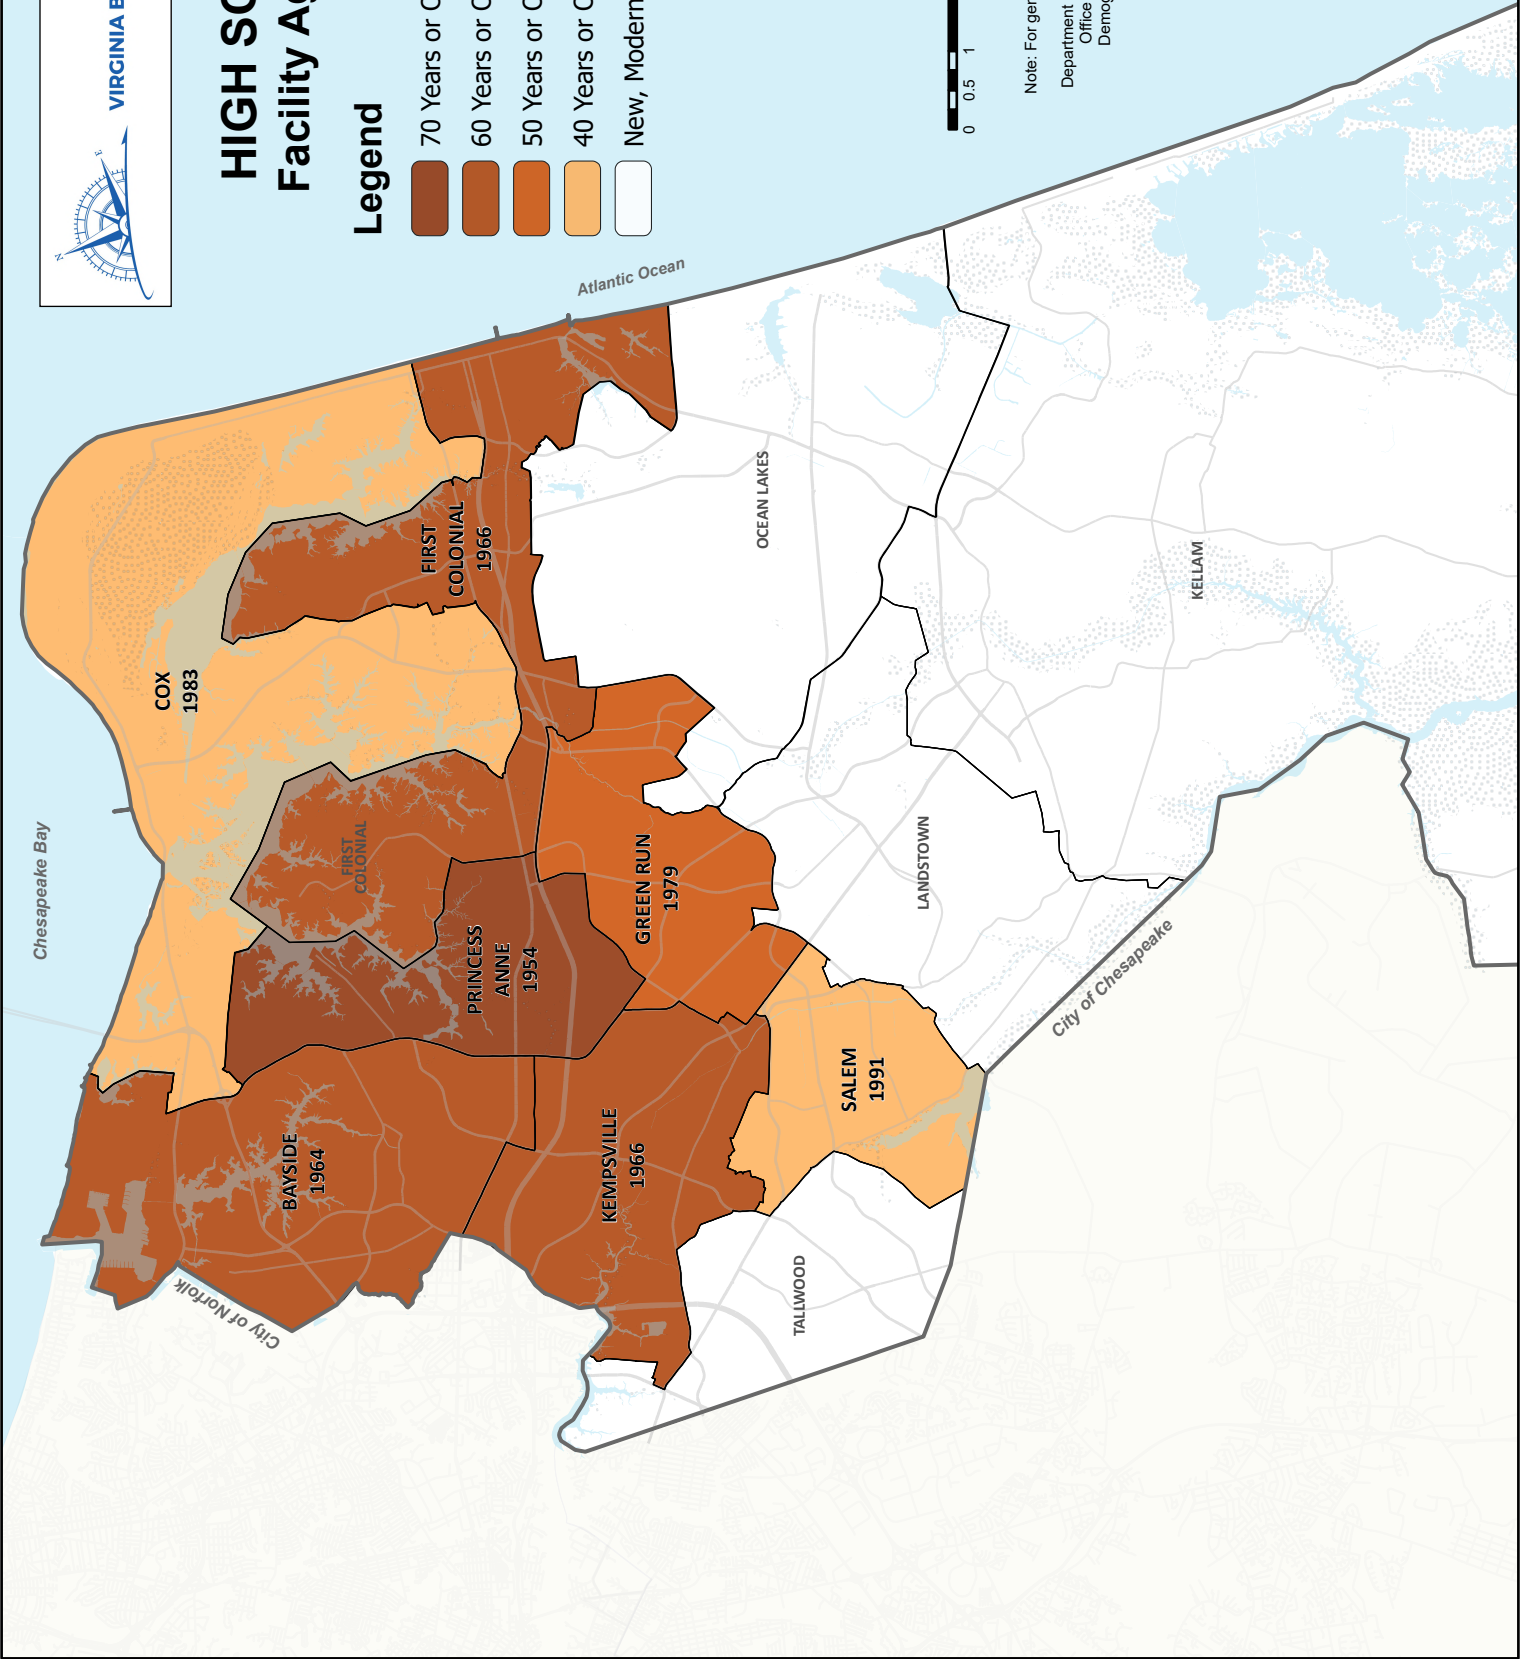 N
E
VIRGINIA B
HIGH SC
Facility Ag
Legend
70 Years or O
60 Years or O
50 Years or O
40 Years or O
New, Modern
0 0.5 1
Note: For gen
Department
Office
Demog
Chesapeake Bay
Atlantic Ocean
City of Norfolk
City of Chesapeake
COX
1983
FIRST
COLONIAL
1966
FIRST
COLONIAL
PRINCESS
ANNE
1954
BAYSIDE
1964
KEMPSVILLE
1966
GREEN RUN
1979
SALEM
1991
OCEAN LAKES
LANDSTOWN
KELLAM
TALLWOOD